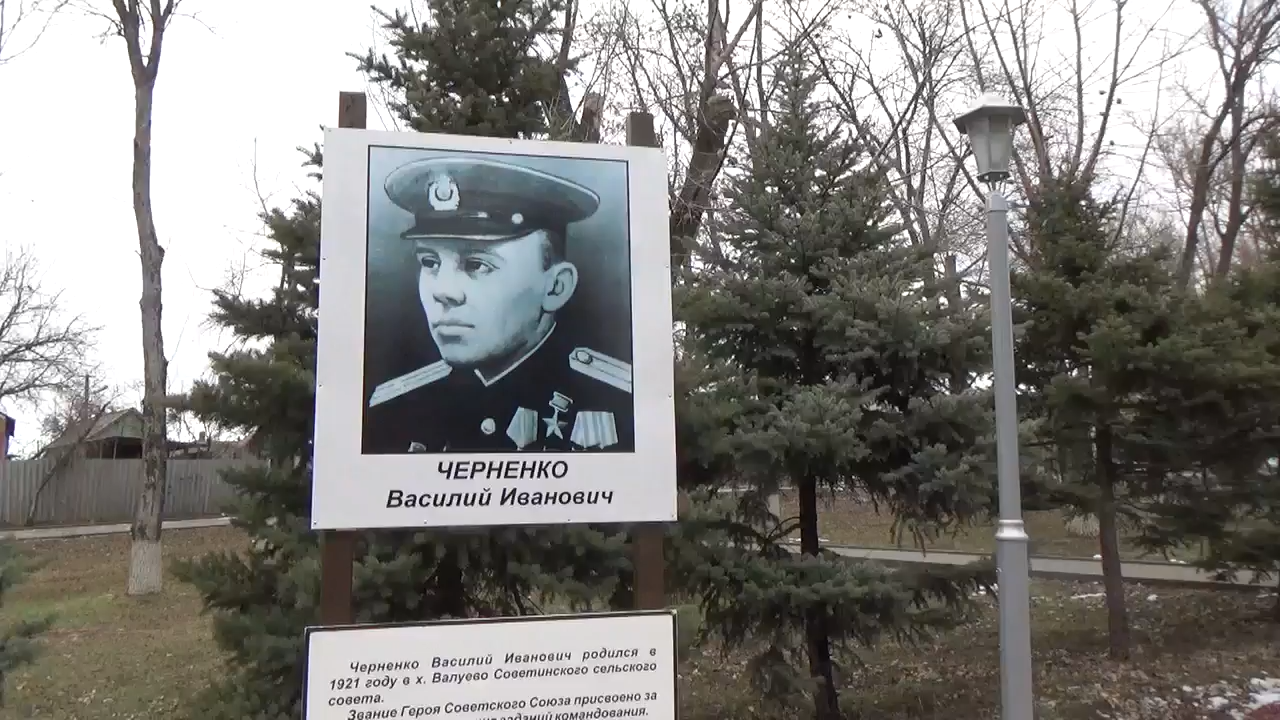 ЧЕРНЕНКО
Василий Иванович
Черненко Василий Иванович родился в
1921 году в х. Валуево Советинского сельского
совета.
Звание Героя Советского Союза присвоено за
заданий командования.